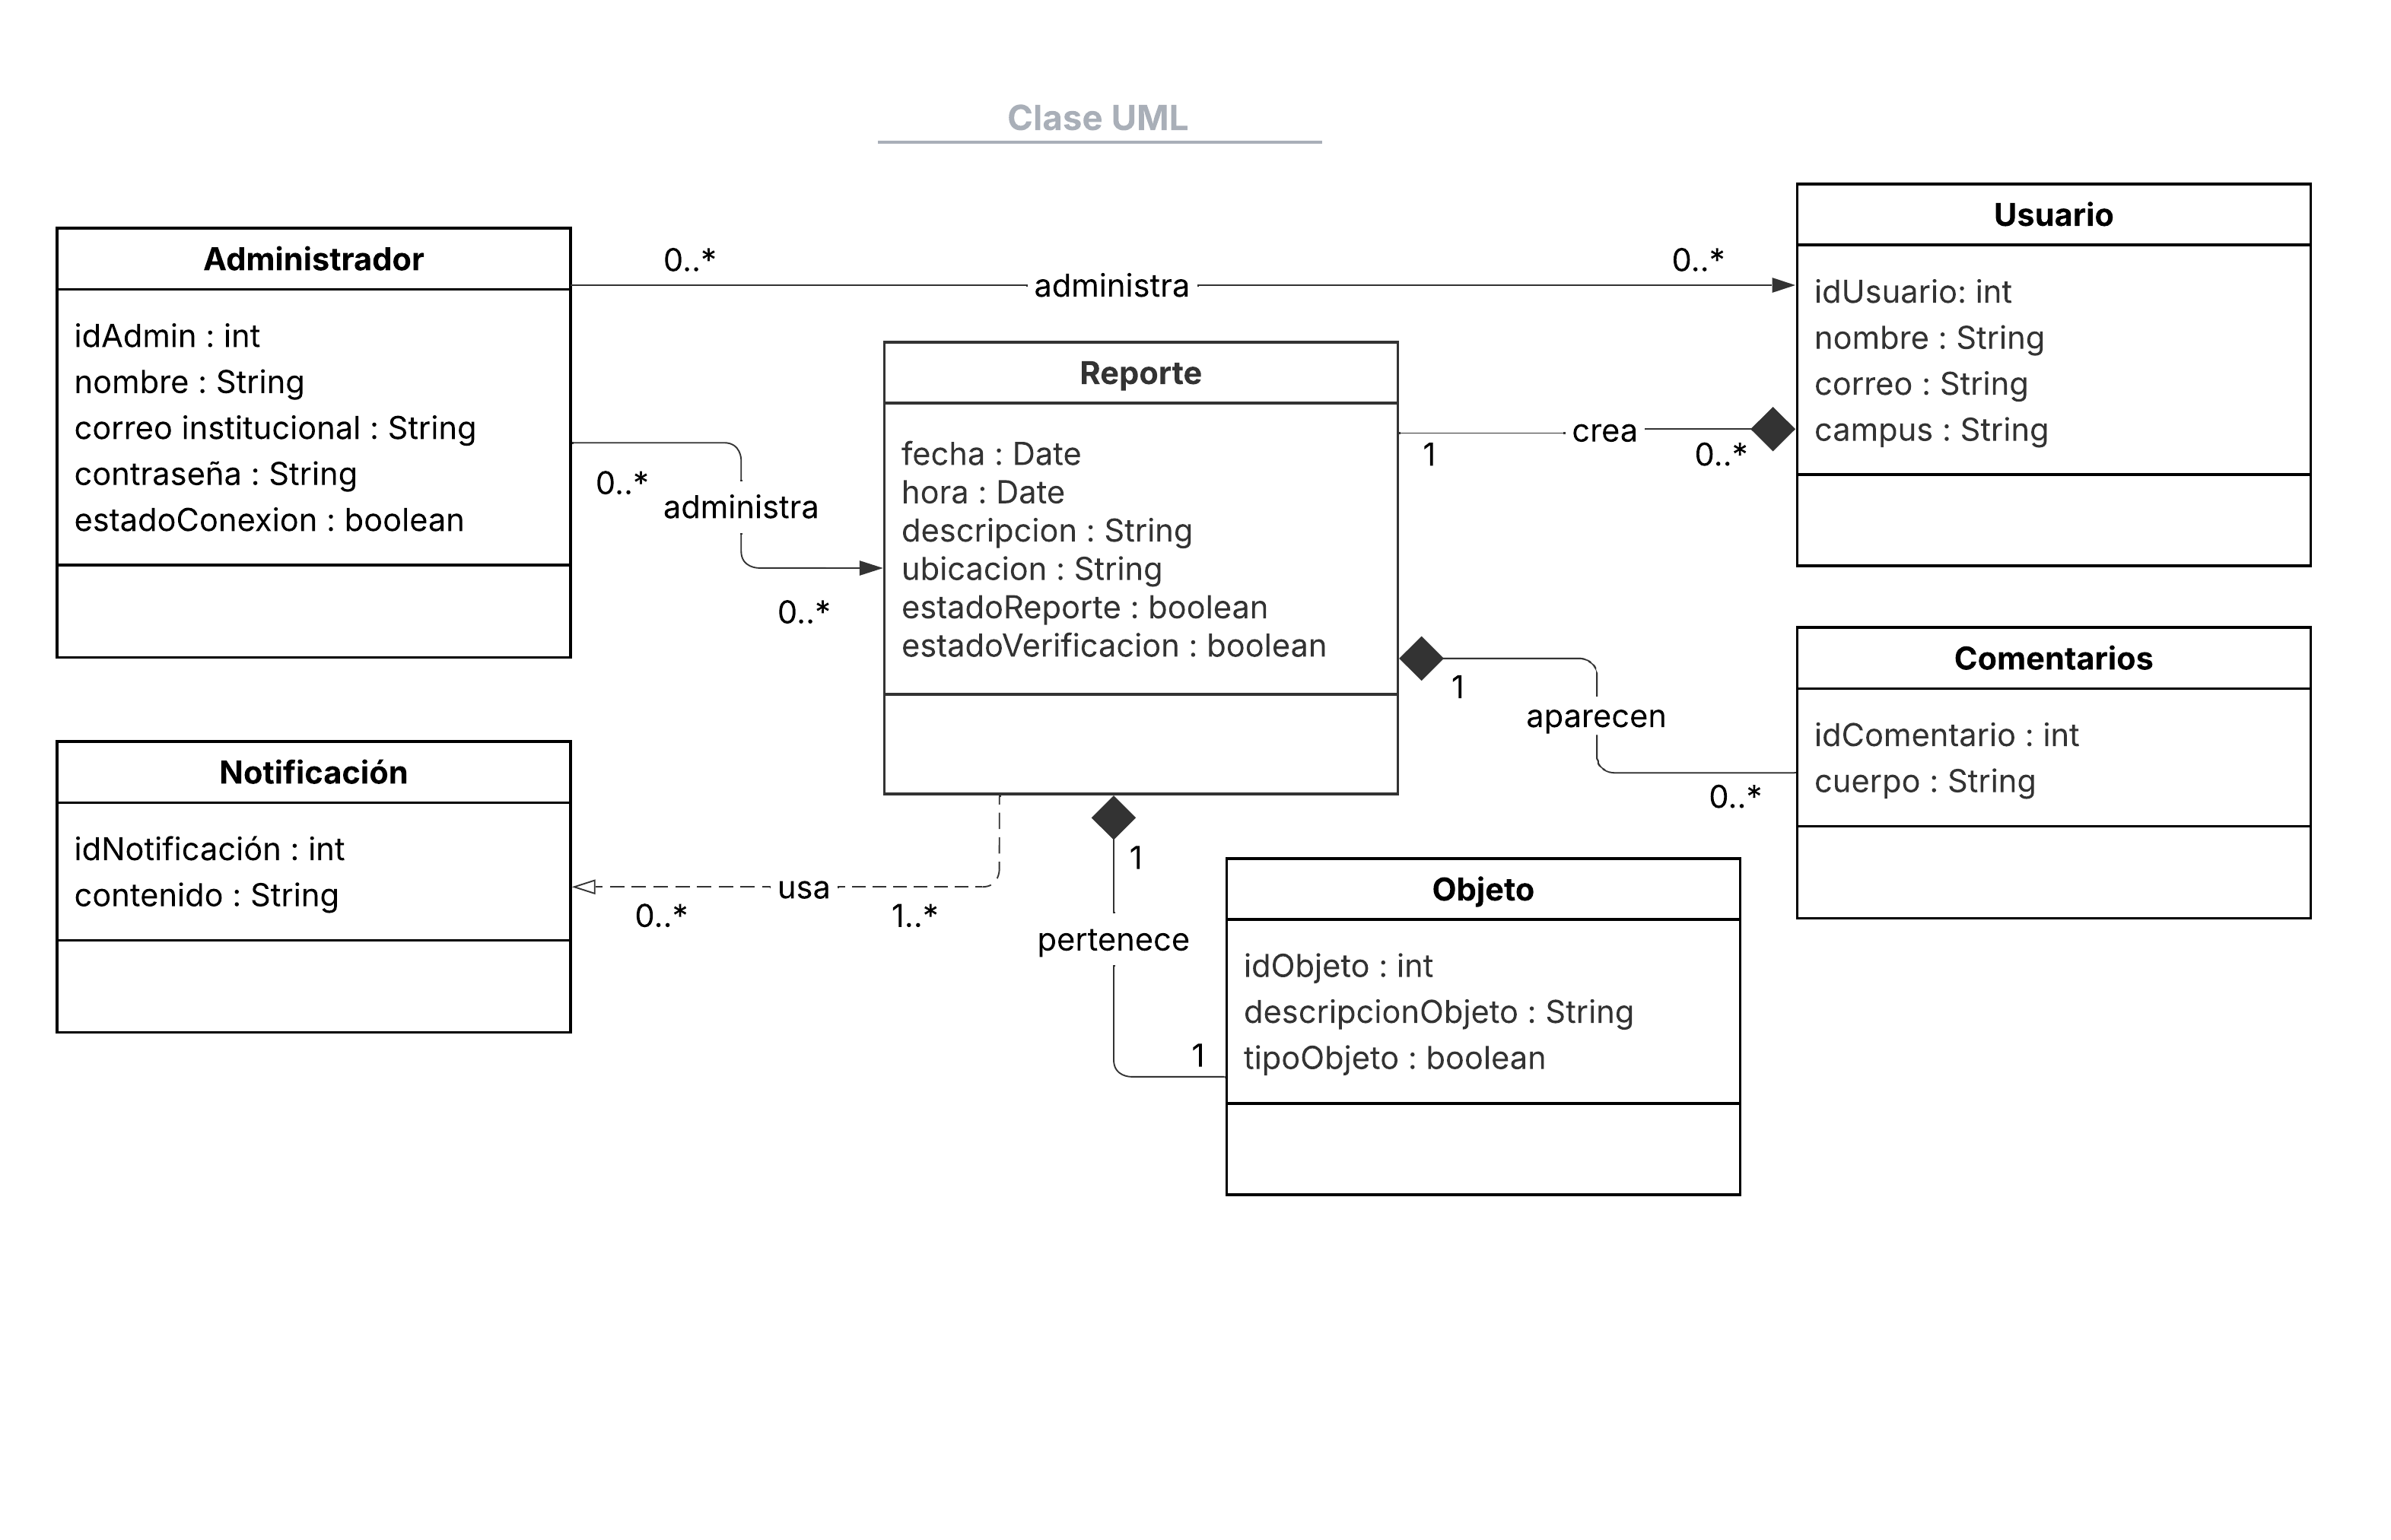 Clase UML
Administrador
idAdmin : int
nombre : String
correo institucional : String
contraseña : String
estadoConexion : boolean
0..*
administra
0..*
Usuario
idUsuario: int
nombre : String
correo : String
campus : String
0..*
administra
0..*
Reporte
fecha : Date
hora : Date
descripcion : String
ubicacion : String
estadoReporte : boolean
estadoVerificacion : boolean
1
crea
0..*
1
aparecen
0..*
Comentarios
idComentario : int
cuerpo : String
Notificación
idNotificación : int
contenido : String
0..*
usa
1..*
1
pertenece
1
Objeto
idObjeto : int
descripcionObjeto : String
tipoObjeto : boolean